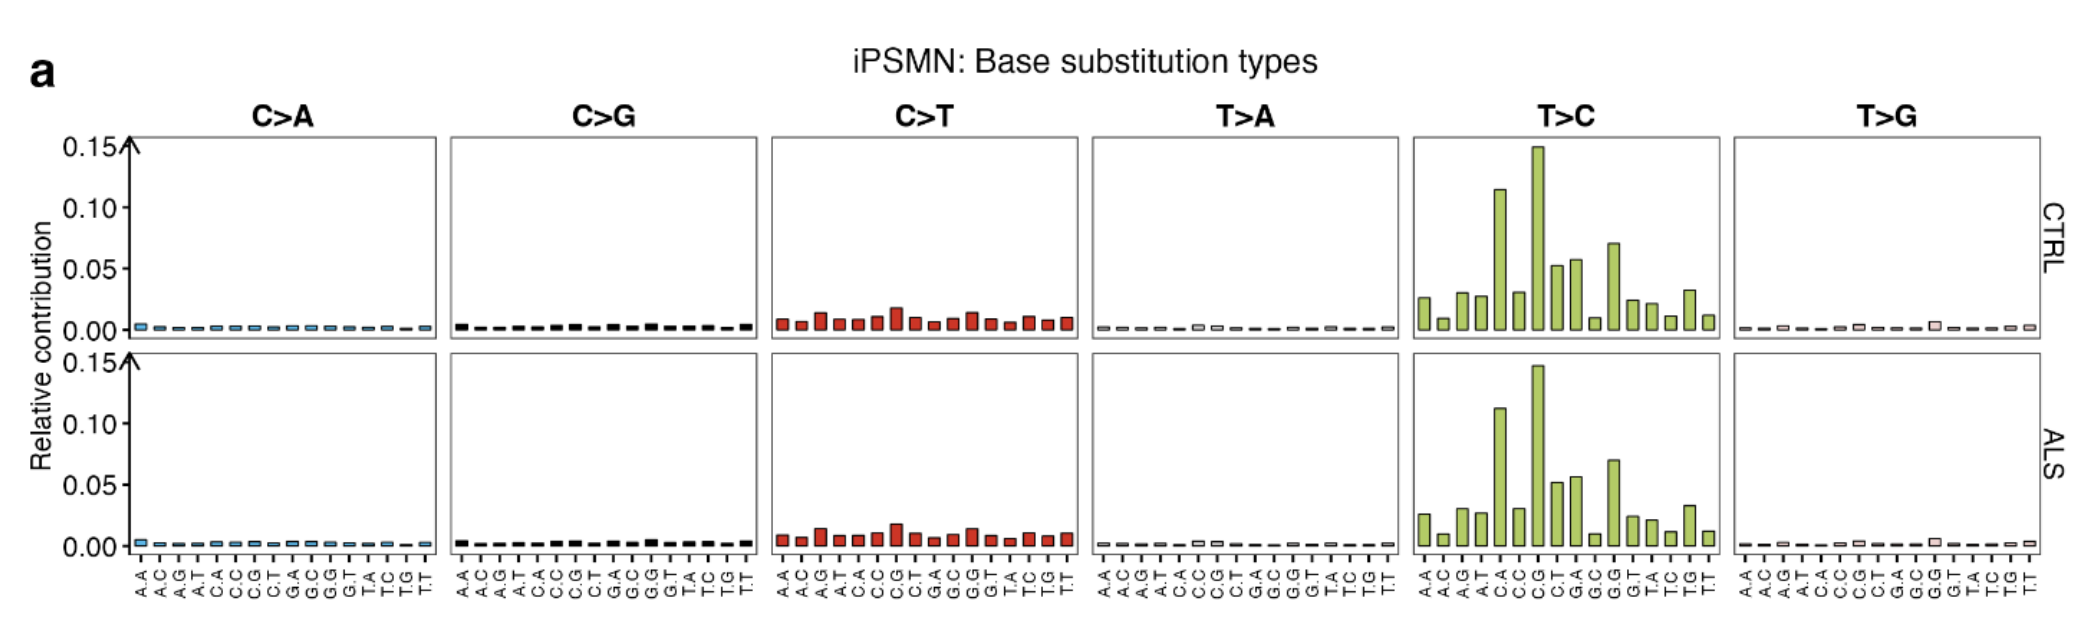 a
iPSMN: Base substitution types
C>A C>G C>T T>A T>C T>G
Relative contribution
0.15
0.10
0.05
0.00
CTRL
0.15
0.10
0.05
0.00
ALS
A.A A.C A.G A.T C.A C.C C.G C.T G.A G.C G.G G.T T.A T.C T.G T.T
A.A A.C A.G A.T C.A C.C C.G C.T G.A G.C G.G G.T T.A T.C T.G T.T
A.A A.C A.G A.T C.A C.C C.G C.T G.A G.C G.G G.T T.A T.C T.G T.T
A.A A.C A.G A.T C.A C.C C.G C.T G.A G.C G.G G.T T.A T.C T.G T.T
A.A A.C A.G A.T C.A C.C C.G C.T G.A G.C G.G G.T T.A T.C T.G T.T
A.A A.C A.G A.T C.A C.C C.G C.T G.A G.C G.G G.T T.A T.C T.G T.T